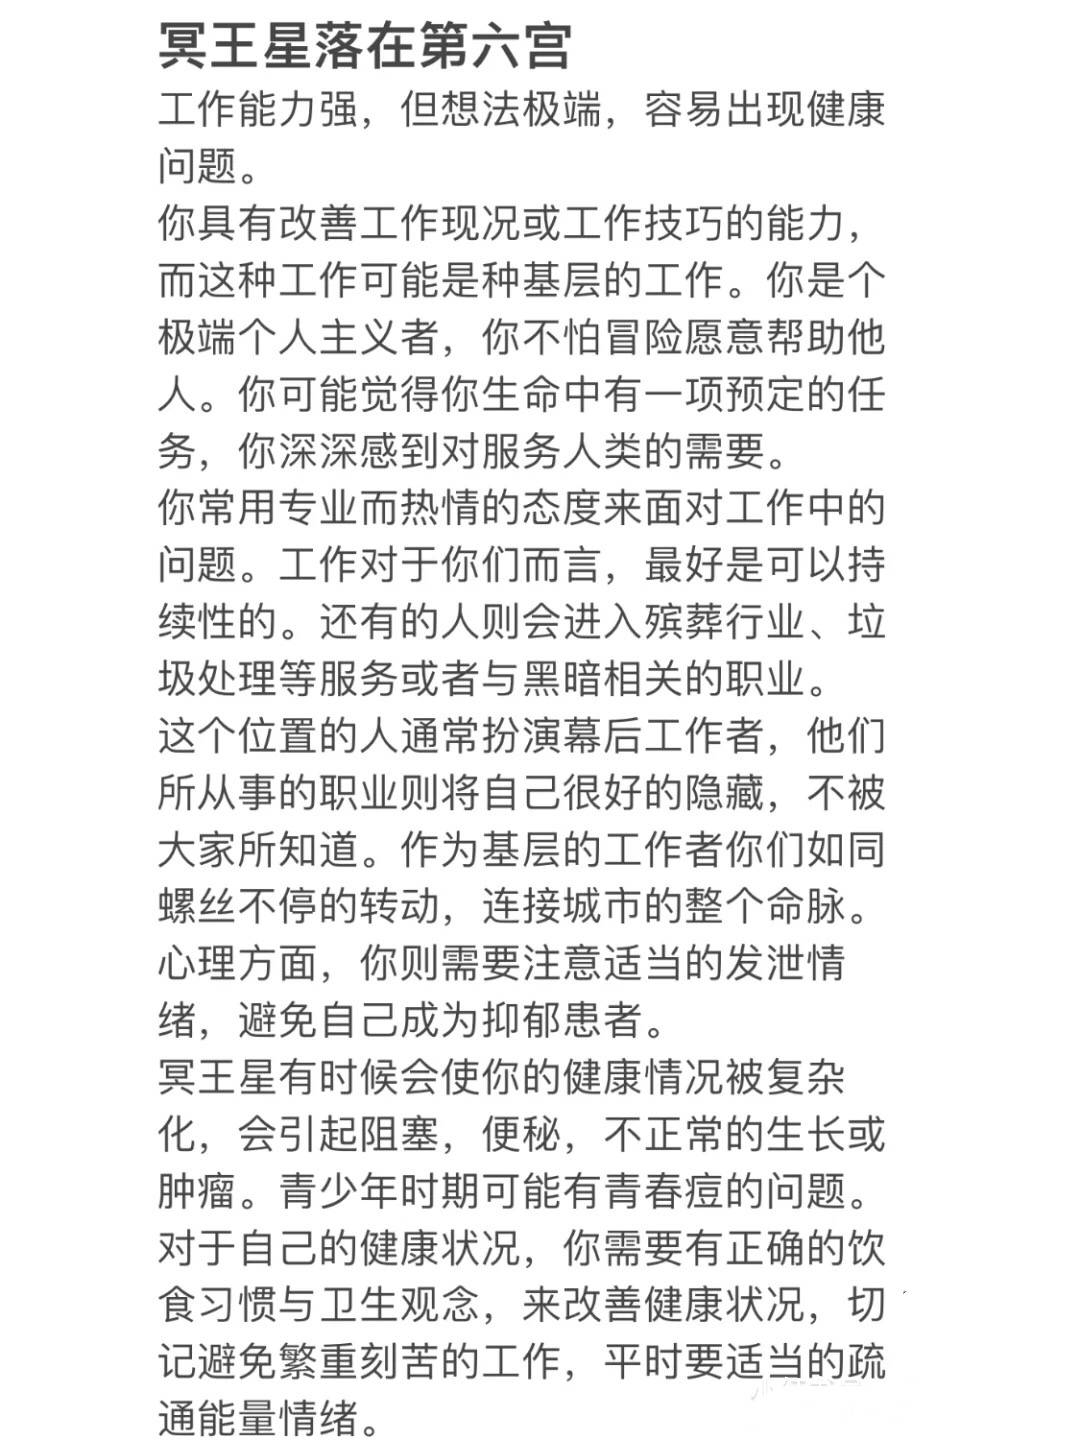 冥王星落在第六宫
工作能力强，但想法极端，容易出现健康
问题。
你具有改善工作现况或工作技巧的能力，
而这种工作可能是种基层的工作。你是个
极端个人主义者，你不怕冒险愿意帮助他
人。你可能觉得你生命中有一项预定的任
务，你深深感到对服务人类的需要。
你常用专业而热情的态度来面对工作中的
问题。工作对于你们而言，最好是可以持
续性的。还有的人则会进入殡葬行业、垃
圾处理等服务或者与黑暗相关的职业。
这个位置的人通常扮演幕后工作者，他们
所从事的职业则将自己很好的隐藏，不被
大家所知道。作为基层的工作者你们如同
螺丝不停的转动，连接城市的整个命脉。
心理方面，你则需要注意适当的发泄情
绪，避免自己成为抑郁患者。
冥王星有时候会使你的健康情况被复杂
化，会引起阻塞，便秘，不正常的生长或
肿瘤。青少年时期可能有青春痘的问题。
对于自己的健康状况，你需要有正确的饮
食习惯与卫生观念，来改善健康状况，切
记避免繁重刻苦的工作，平时要适当的疏
通能量情绪。